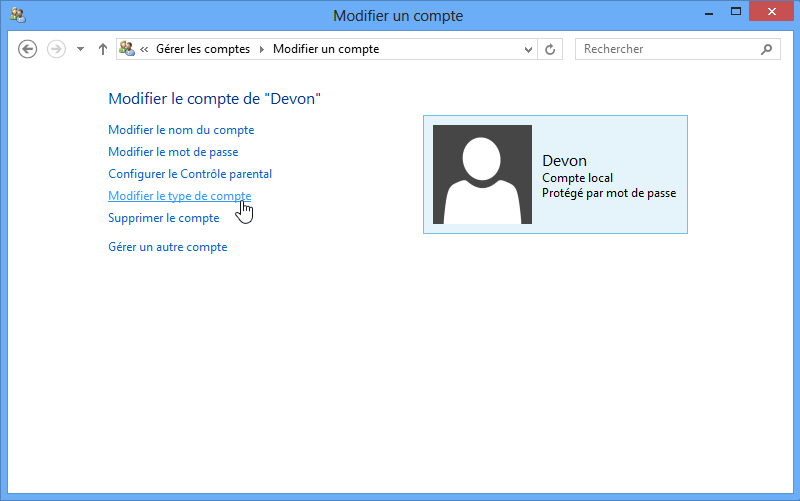 Modifier un compte
« Gérer les comptes Modifier un compte
Rechercher
Modifier le compte de "Devon"
Modifier le nom du compte
Modifier le mot de passe
Configurer le Contrôle parental
Modifier le type de compte
Supprimer le compte
Gérer un autre compte
Devon
Compte local
Protégé par mot de passe